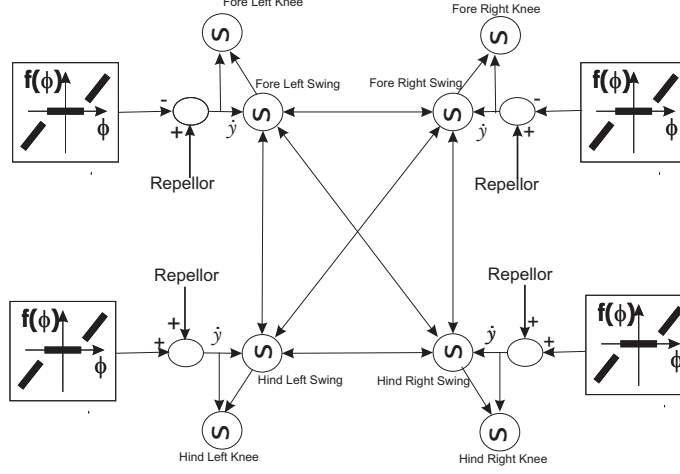 Fore Left Knee
Fore Right Knee
S
S
f(ϕ)
Fore Left Swing
Fore Right Swing
f(ϕ)
-
-
S
S
ϕ
+
ẏ
ẏ
+
ϕ
Repellor
Repellor
Repellor
Repellor
f(ϕ)
+
+
f(ϕ)
+
ẏ
ẏ
+
S
S
ϕ
ϕ
Hind Left Swing
Hind Right Swing
S
S
Hind Left Knee
Hind Right Knee